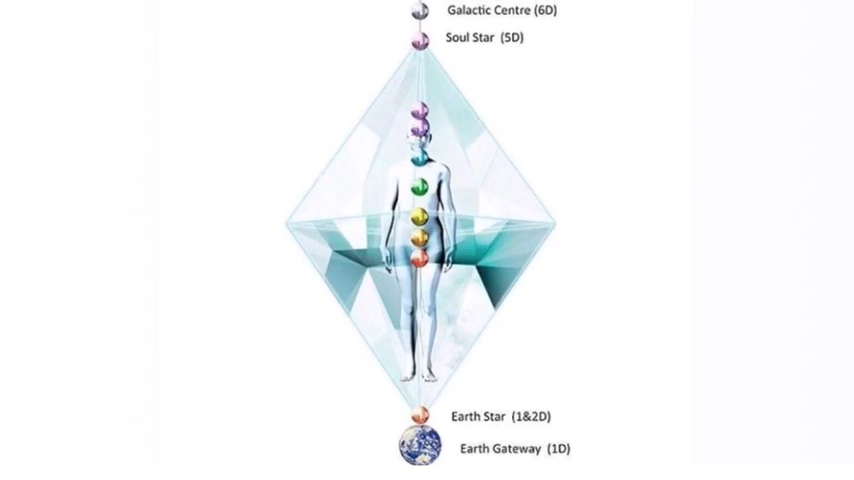 Galactic Centre (6D)
Soul Star (5D)
Earth Star (1&2D)
Earth Gateway (1D)